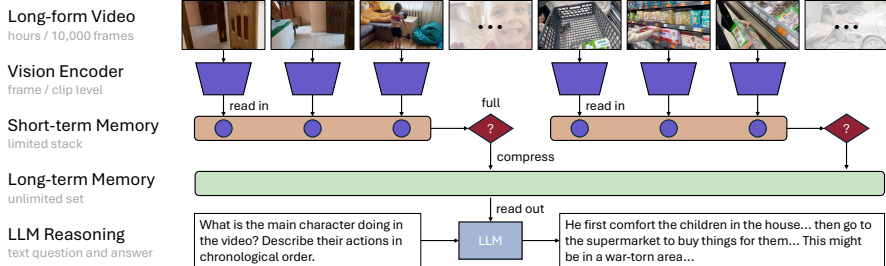 Long-form Video
hours / 10,000 frames
Vision Encoder
frame / clip level
read in
read in
full
Short-term Memory
limited stack
?
?
compress
Long-term Memory
unlimited set
read out
LLM Reasoning
text question and answer
What is the main character doing in
the video? Describe their actions in
chronological order.
LLM
He first comfort the children in the house... then go to
the supermarket to buy things for them... This might
be in a war-torn area...